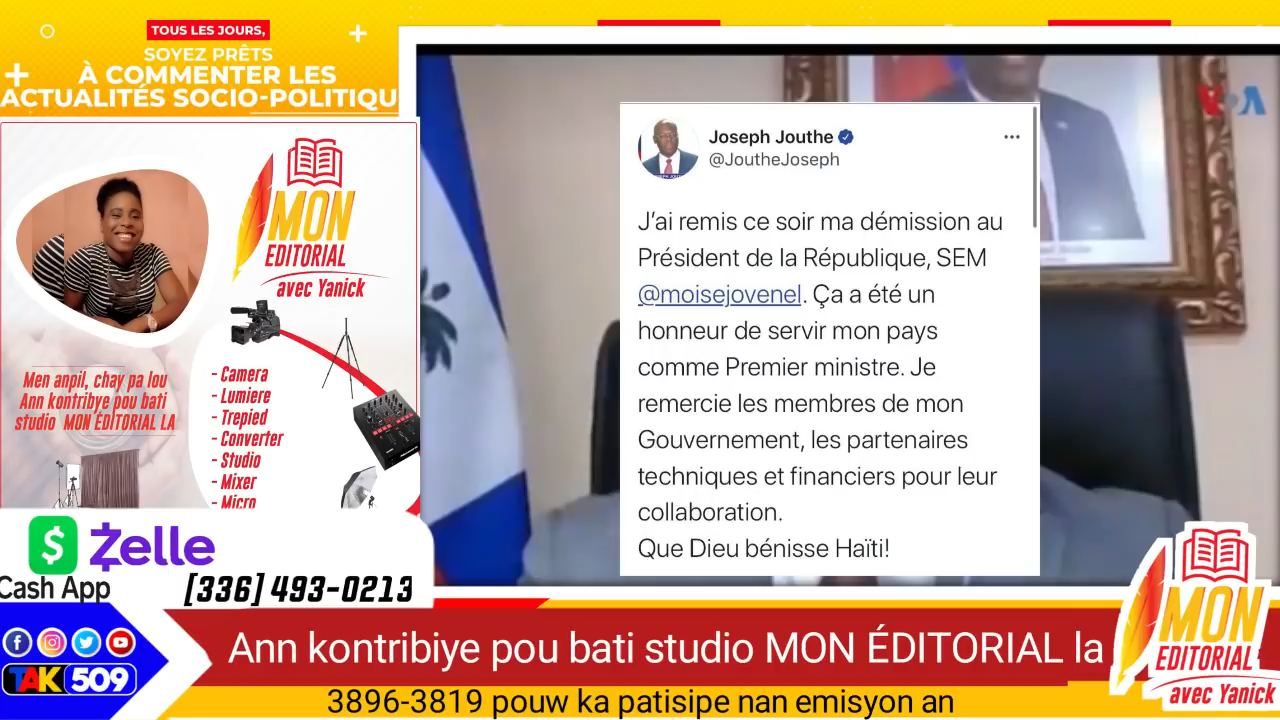 TOUS LES JOURS,
SOYEZ PRÊTS
À COMMENTER LES
ACTUALITÉS SOCIO-POLITIQU
MON
EDITORIAL
avec Yanick
Men anpil, chay pa lou
Ann kontribye pou bati
studio MON ÉDITORIAL LA
- Camera
- Lumiere
- Trepied
- Converter
- Studio
- Mixer
- Micro
$ Zelle
Cash App
[336] 493-0213
TAK 509
VOA
Joseph Jouthe
@JoutheJoseph
J’ai remis ce soir ma démission au
Président de la République, SEM
@moisejovenel. Ça a été un
honneur de servir mon pays
comme Premier ministre. Je
remercie les membres de mon
Gouvernement, les partenaires
techniques et financiers pour leur
collaboration.
Que Dieu bénisse Haïti!
Ann kontribiye pou bati studio MON ÉDITORIAL la
3896-3819 pouw ka patisipe nan emisyon an
MON
EDITORIAL
avec Yanick